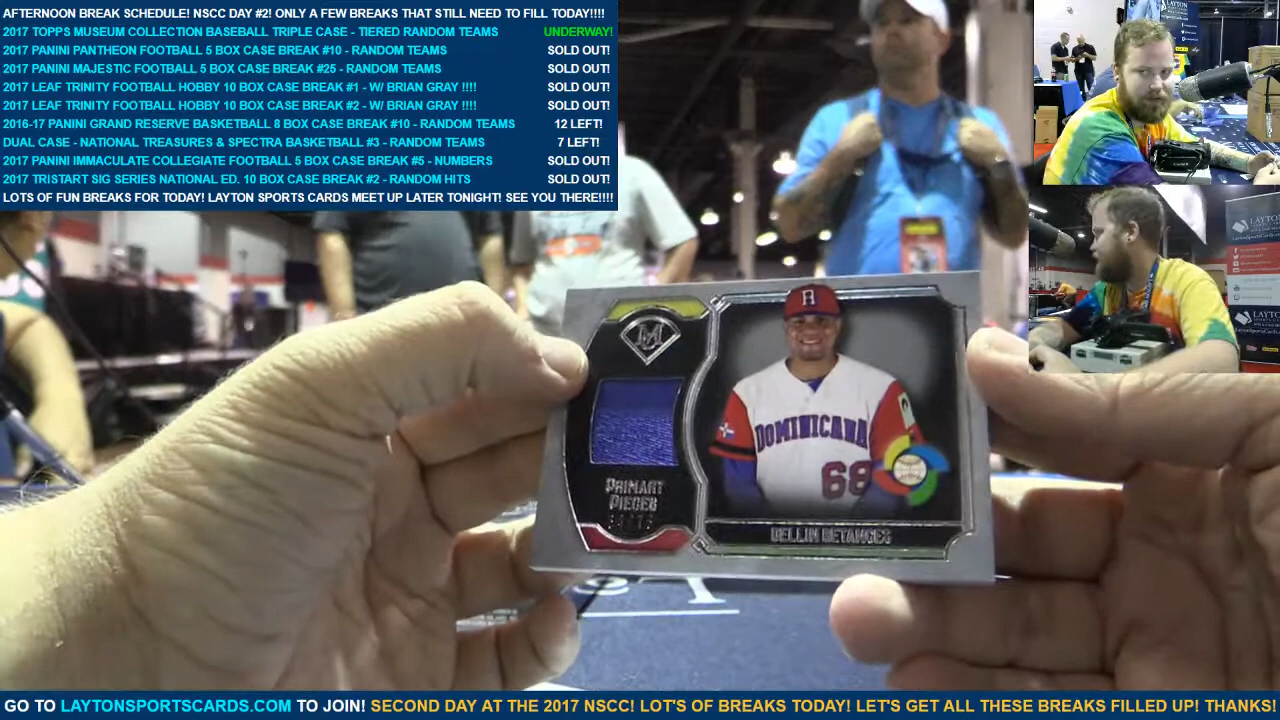 AFTERNOON BREAK SCHEDULE! NSCC DAY #2! ONLY A FEW BREAKS THAT STILL NEED TO FILL TODAY!!!!
2017 TOPPS MUSEUM COLLECTION BASEBALL TRIPLE CASE - TIERED RANDOM TEAMS UNDERWAY!
2017 PANINI PANTHEON FOOTBALL 5 BOX CASE BREAK #10 - RANDOM TEAMS SOLD OUT!
2017 PANINI MAJESTIC FOOTBALL 5 BOX CASE BREAK #25 - RANDOM TEAMS SOLD OUT!
2017 LEAF TRINITY FOOTBALL HOBBY 10 BOX CASE BREAK #1 - W/ BRIAN GRAY !!!! SOLD OUT!
2017 LEAF TRINITY FOOTBALL HOBBY 10 BOX CASE BREAK #2 - W/ BRIAN GRAY !!!! SOLD OUT!
2016-17 PANINI GRAND RESERVE BASKETBALL 8 BOX CASE BREAK #10 - RANDOM TEAMS 12 LEFT!
DUAL CASE - NATIONAL TREASURES & SPECTRA BASKETBALL #3 - RANDOM TEAMS 7 LEFT!
2017 PANINI IMMACULATE COLLEGIATE FOOTBALL 5 BOX CASE BREAK #5 - NUMBERS SOLD OUT!
2017 TRISTART SIG SERIES NATIONAL ED. 10 BOX CASE BREAK #2 - RANDOM HITS SOLD OUT!
LOTS OF FUN BREAKS FOR TODAY! LAYTON SPORTS CARDS MEET UP LATER TONIGHT! SEE YOU THERE!!!!
LAYTON
R
M
DOMINICANA
68
PRIMARY
PIECES
DELLIN BETANCES
GO TO LAYTONSPORTSCARDS.COM TO JOIN! SECOND DAY AT THE 2017 NSCC! LOT'S OF BREAKS TODAY! LET'S GET ALL THESE BREAKS FILLED UP! THANKS!